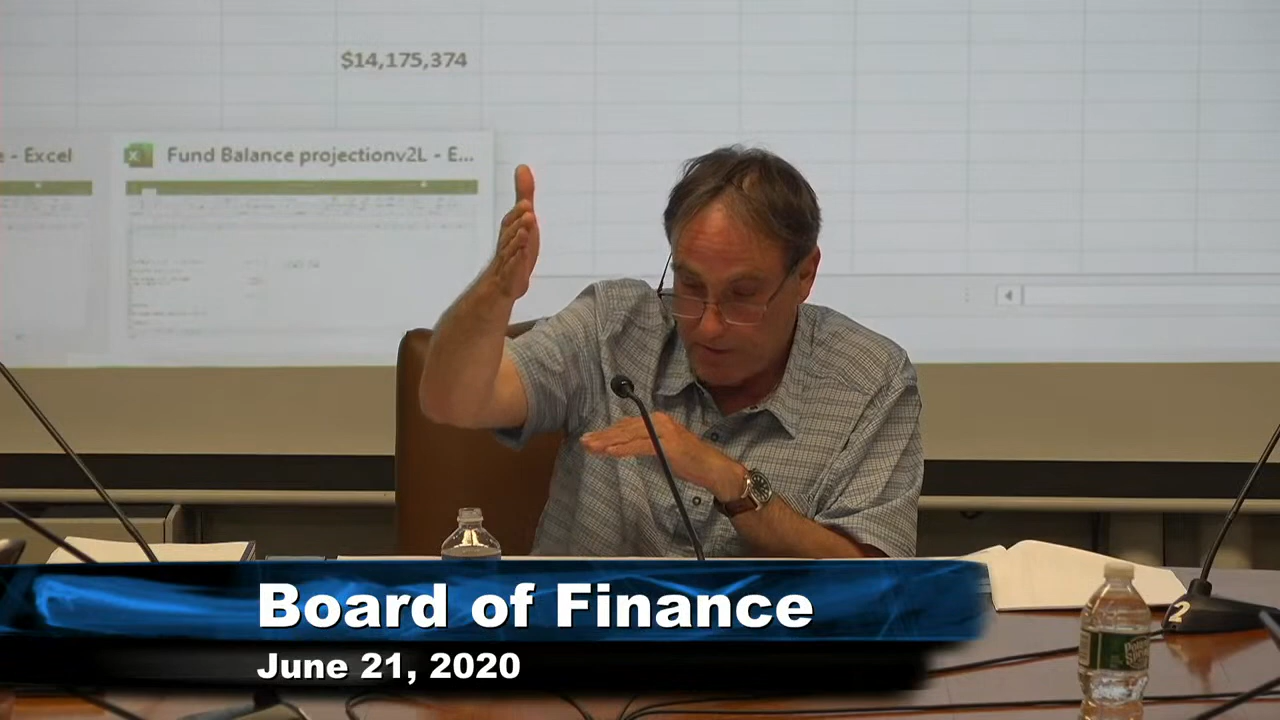 $14,175,374
e - Excel
Fund Balance projectionv2L - E...
Board of Finance
June 21, 2020
2